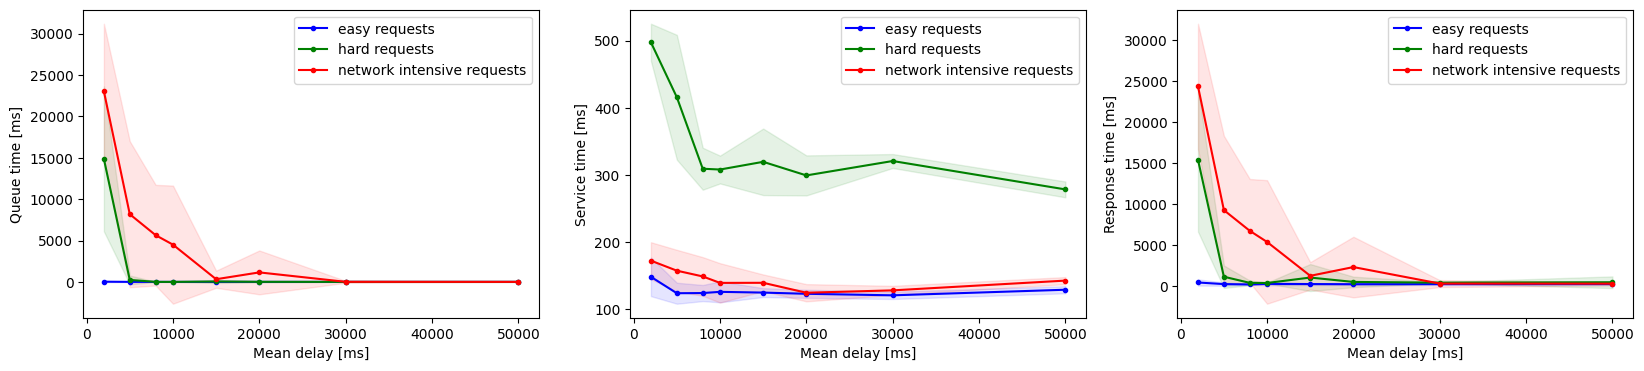 Queue time [ms]
30000
25000
20000
15000
10000
5000
0
easy requests
hard requests
network intensive requests
0
10000
20000
30000
40000
50000
Mean delay [ms]
Service time [ms]
500
400
300
200
100
easy requests
hard requests
network intensive requests
0
10000
20000
30000
40000
50000
Mean delay [ms]
Response time [ms]
30000
25000
20000
15000
10000
5000
0
easy requests
hard requests
network intensive requests
0
10000
20000
30000
40000
50000
Mean delay [ms]